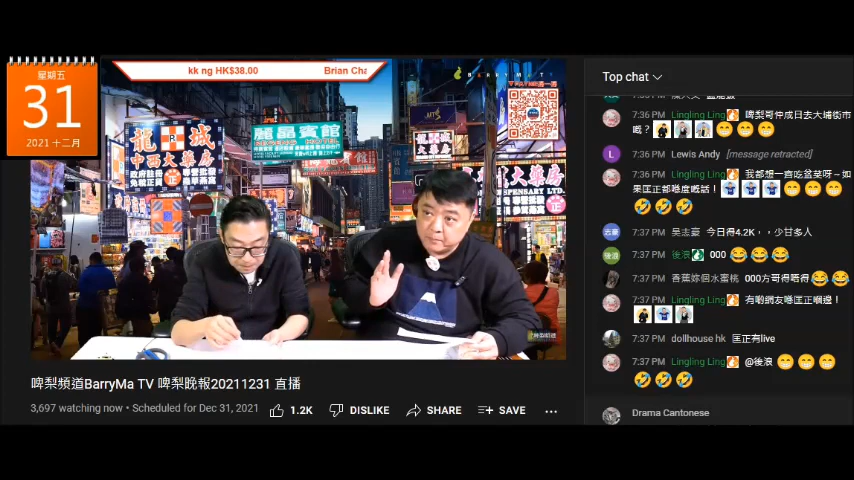 星期五
31
2021 十二月
kk ng HK$38.00
Brian Cha
BARRYMA TV
龍城
中西大藥房
麗晶賓館
直播
啤梨頻道BarryMa TV 啤梨晚報20211231 直播
3,697 watching now • Scheduled for Dec 31, 2021
1.2K
DISLIKE
SHARE
SAVE
Top chat
7:36 PM Lingling Ling 啤梨哥仲成日去大埔街市
嘅?
7:36 PM Lewis Andy [message retracted]
7:36 PM Lingling Ling 我都想一齊吃盆菜呀~如
果匡正都喺度嘅話!
7:37 PM 吳志豪 今日得4.2K，，少甘多人
7:37 PM 後浪 000
7:37 PM 香蕉妳個水蜜桃 000方哥得唔得
7:37 PM Lingling Ling 有啲網友喺匡正嗰邊!
7:37 PM dollhouse hk 匡正有live
7:37 PM Lingling Ling @後浪
Drama Cantonese